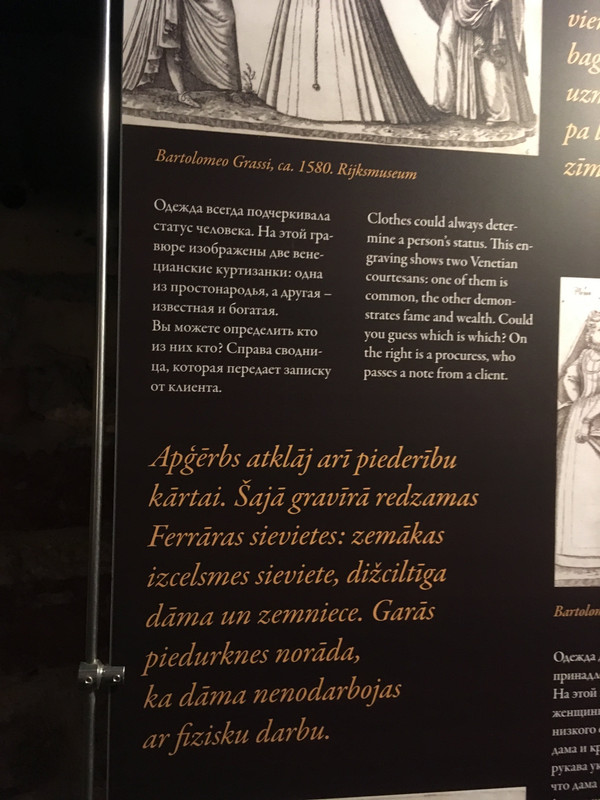 Bartolomeo Grassi, ca. 1580. Rijksmuseum
Одежда всегда подчеркивала
статус человека. На этой гра-
вюре изображены две вене-
цианские куртизанки: одна
из простонародья, а другая –
известная и богатая.
Вы можете определить кто
из них кто? Справа сводни-
ца, которая передает записку
от клиента.
Clothes could always deter-
mine a person's status. This en-
graving shows two Venetian
courtesans: one of them is
common, the other demon-
strates fame and wealth. Could
you guess which is which? On
the right is a procuress, who
passes a note from a client.
Apģērbs atklāj arī piederību
kārtai. Šajā gravīrā redzamas
Ferrāras sievietes: zemākas
izcelsmes sieviete, dižciltīga
dāma un zemniece. Garās
piedurknes norāda,
ka dāma nenodarbojas
ar fizisku darbu.
pa
Одежда
На этой
женщин
низкого
дама и
рукава
что дама